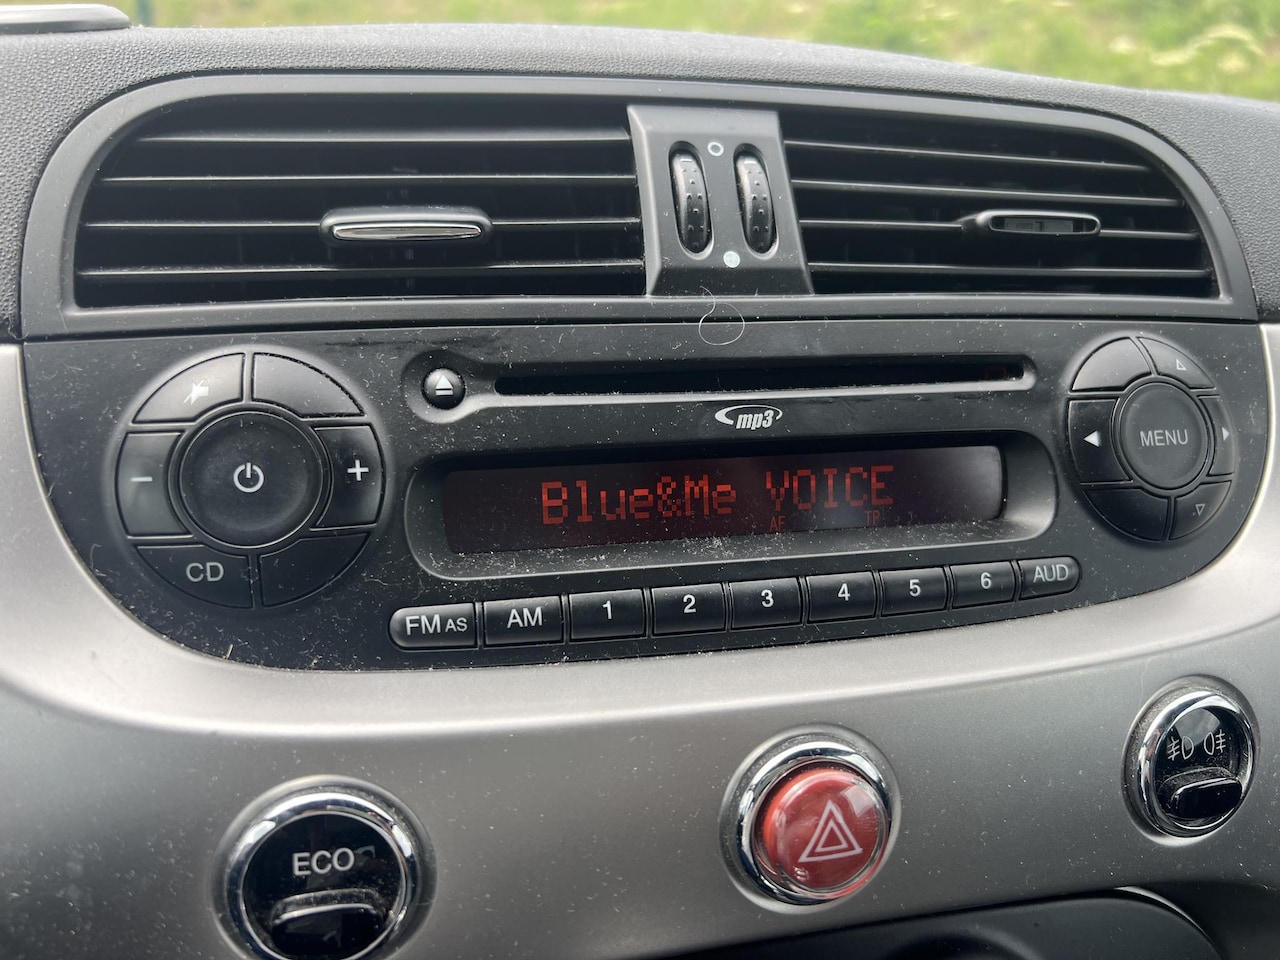 mp3
MENU
Blue&Me VOICE
AF TP
CD
FM AS AM 1 2 3 4 5 6 AUD
ECO